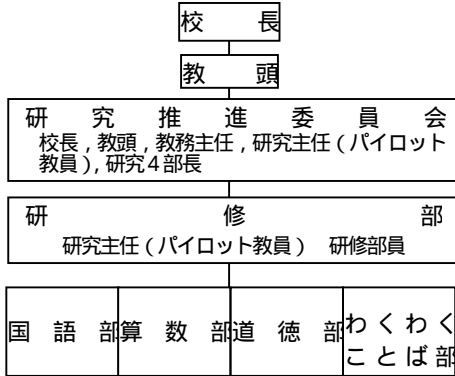 校 長
教 頭
研 究 推 進 委 員 会
校長，教頭，教務主任，研究主任（パイロット
教員），研究４部長
研 修 部
研究主任（パイロット教員） 研修部員
国 語 部
算 数 部
道 徳 部
わ く わ く
こ と ば 部